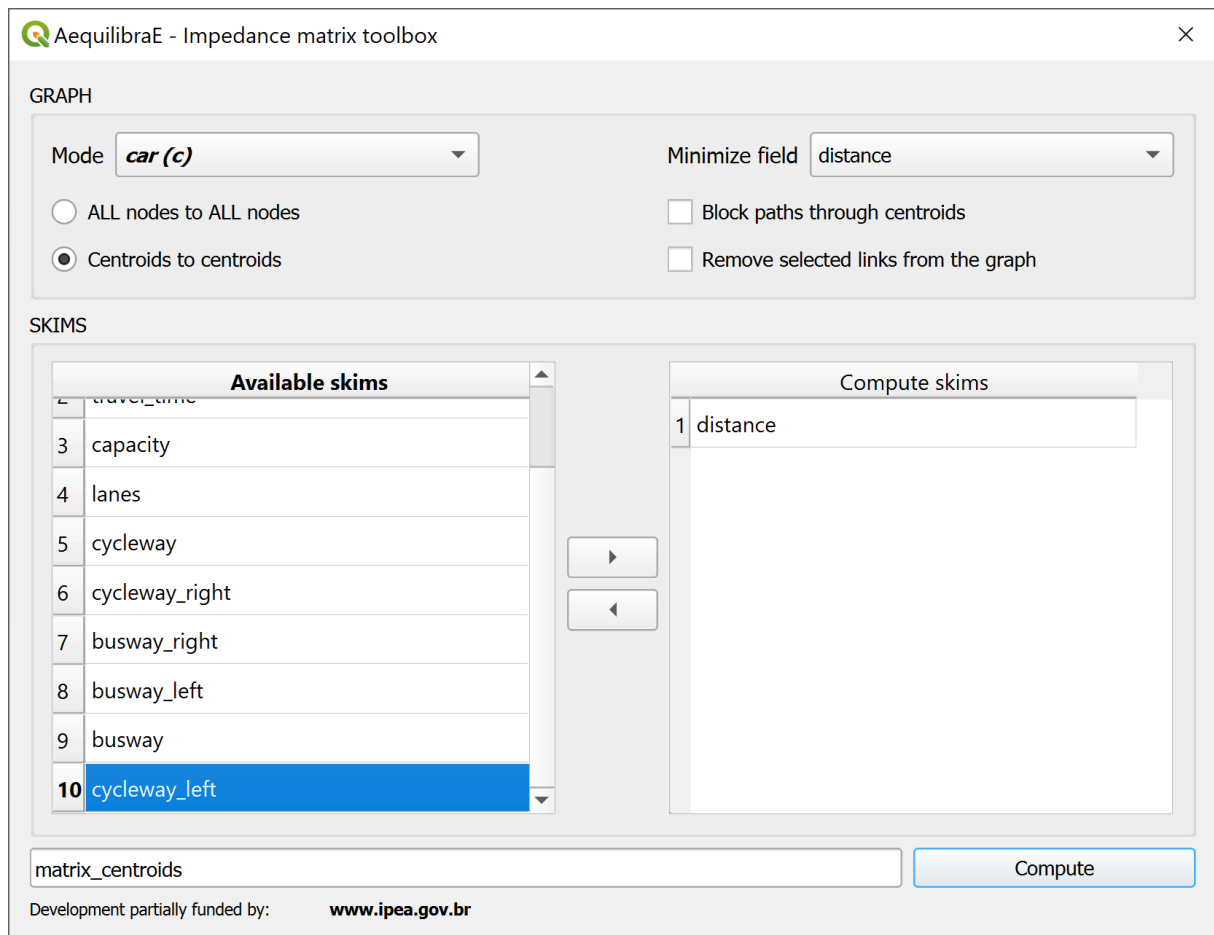 AequilibraE - Impedance matrix toolbox
GRAPH
Mode car (c) Minimize field distance
ALL nodes to ALL nodes Block paths through centroids
Centroids to centroids Remove selected links from the graph
SKIMS
Available skims Compute skims
2 travel_time
1 distance
3 capacity
4 lanes
5 cycleway
6 cycleway_right
7 busway_right
8 busway_left
9 busway
10 cycleway_left
matrix_centroids Compute
Development partially funded by: www.ipea.gov.br